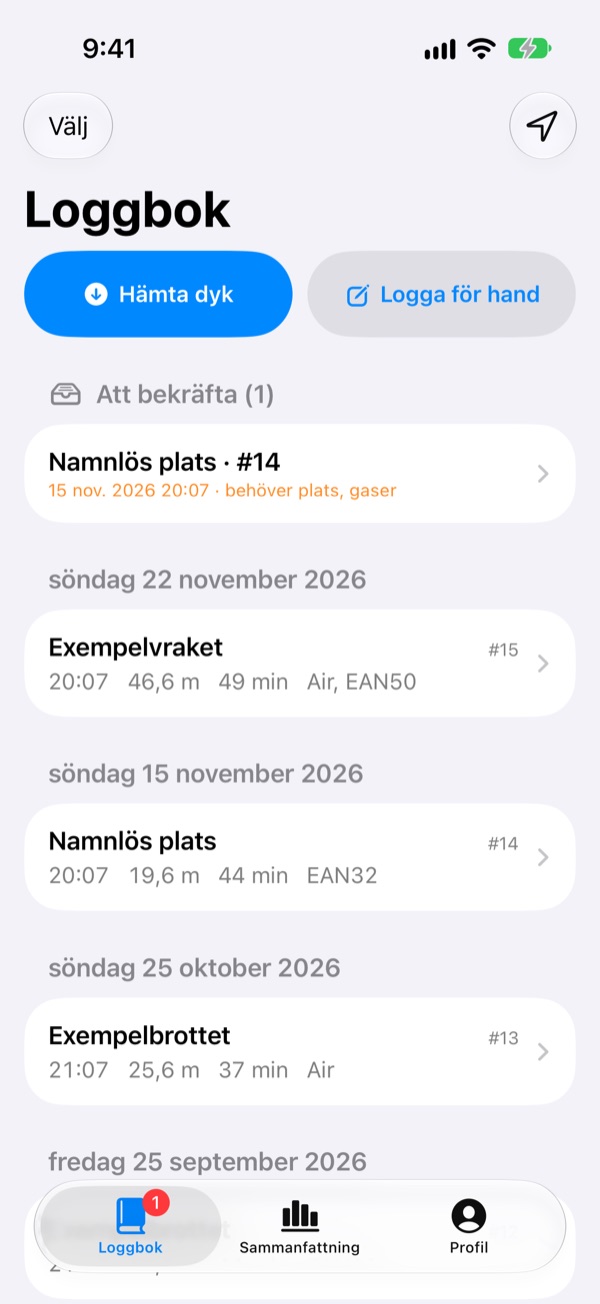 9:41
Välj
Loggbok
Hämta dyk
Logga för hand
Att bekräfta (1)
Namnlös plats · #14
15 nov. 2026 20:07 · behöver plats, gaser
söndag 22 november 2026
Exempelvraket #15
20:07 46,6 m 49 min Air, EAN50
söndag 15 november 2026
Namnlös plats #14
20:07 19,6 m 44 min EAN32
söndag 25 oktober 2026
Exempelbrottet #13
21:07 25,6 m 37 min Air
fredag 25 september 2026
1
Loggbok Sammanfattning Profil